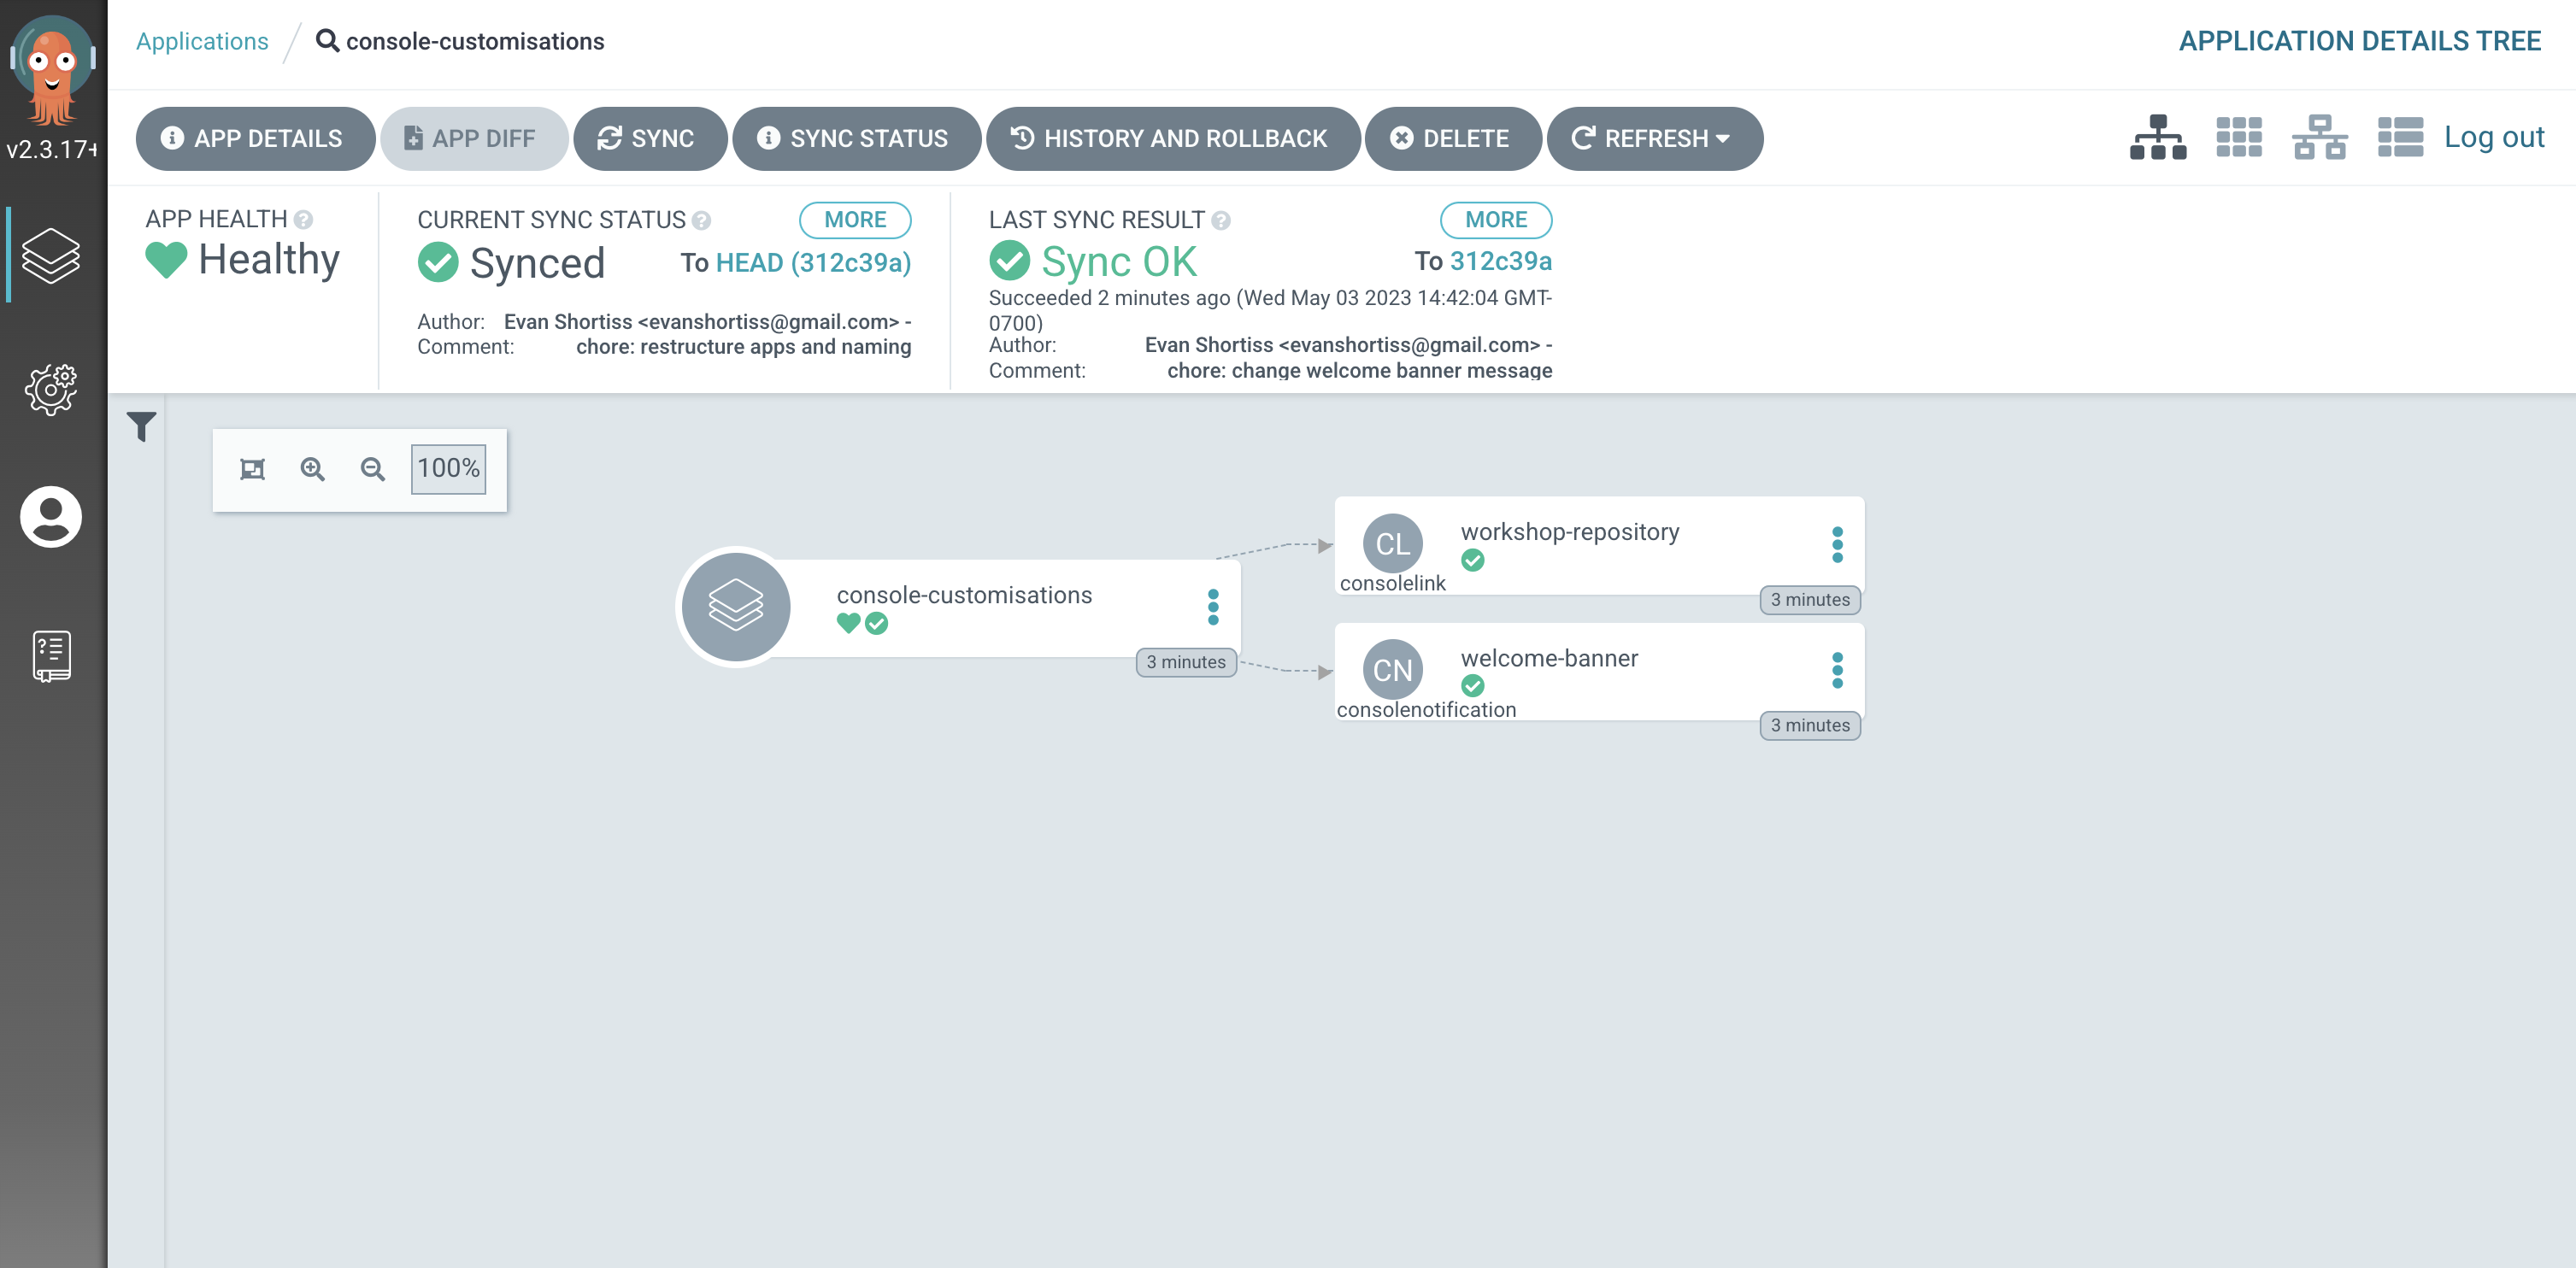 Applications
console-customisations
APPLICATION DETAILS TREE
v2.3.17+
APP DETAILS
APP DIFF
SYNC
SYNC STATUS
HISTORY AND ROLLBACK
DELETE
REFRESH
Log out
APP HEALTH
Healthy
CURRENT SYNC STATUS
MORE
Synced
To HEAD (312c39a)
Author: Evan Shortiss <evanshortiss@gmail.com> -
Comment: chore: restructure apps and naming
LAST SYNC RESULT
MORE
Sync OK
To 312c39a
Succeeded 2 minutes ago (Wed May 03 2023 14:42:04 GMT-
0700)
Author: Evan Shortiss <evanshortiss@gmail.com> -
Comment: chore: change welcome banner message
100%
console-customisations
3 minutes
CL
workshop-repository
consolelink
3 minutes
CN
welcome-banner
consolenotification
3 minutes